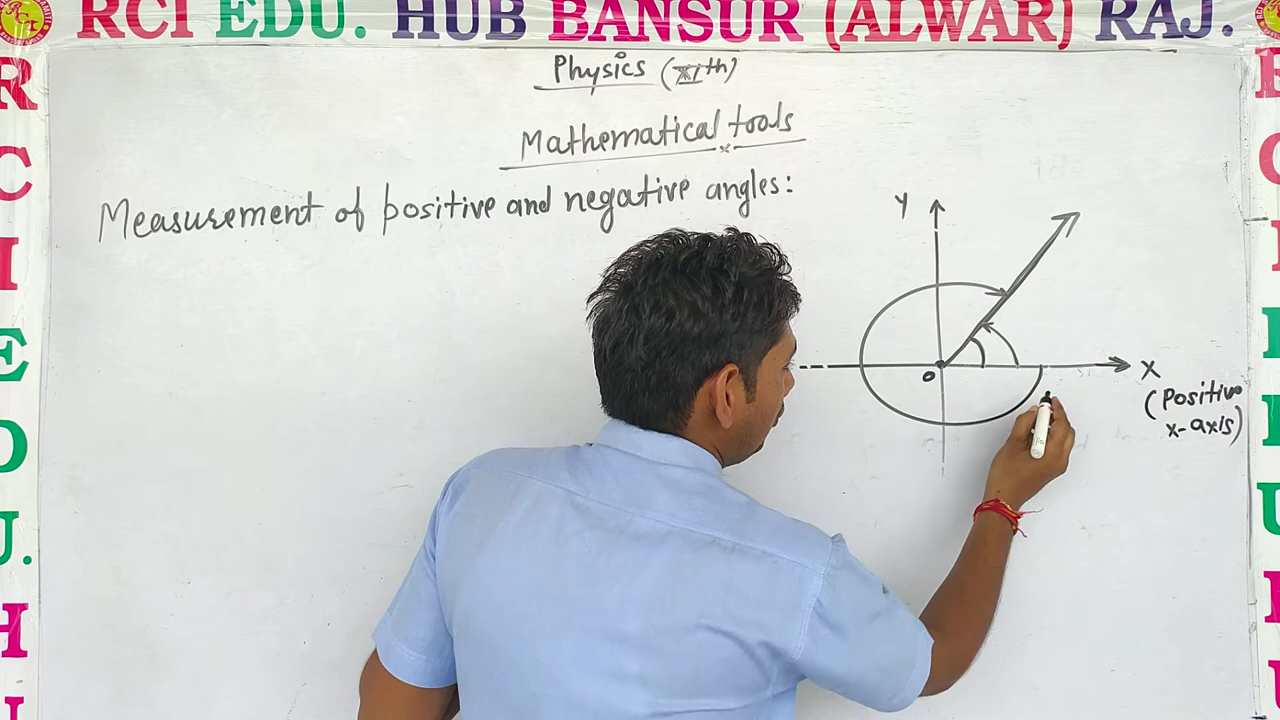 RCI EDU. HUB BANSUR (ALWAR) RAJ.
Physics (XIth)
Mathematical tools
Measurement of positive and negative angles:
Y
X
(Positive
x-axis)
O
R
C
I
E
D
U.
H